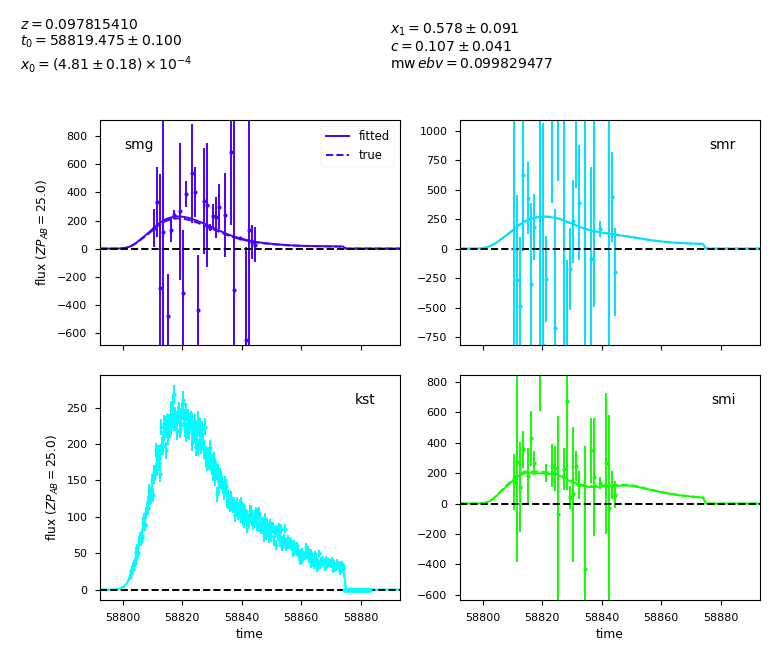 z = 0.097815410
t₀ = 58819.475 ± 0.100
x₀ = (4.81 ± 0.18) × 10⁻⁴
x₁ = 0.578 ± 0.091
c = 0.107 ± 0.041
mw ebv = 0.099829477
smg
fitted
true
800
600
400
200
0
−200
−400
−600
flux (ZP_AB = 25.0)
smr
1000
750
500
250
0
−250
−500
−750
kst
250
200
150
100
50
0
flux (ZP_AB = 25.0)
58800 58820 58840 58860 58880
time
smi
800
600
400
200
0
−200
−400
−600
58800 58820 58840 58860 58880
time